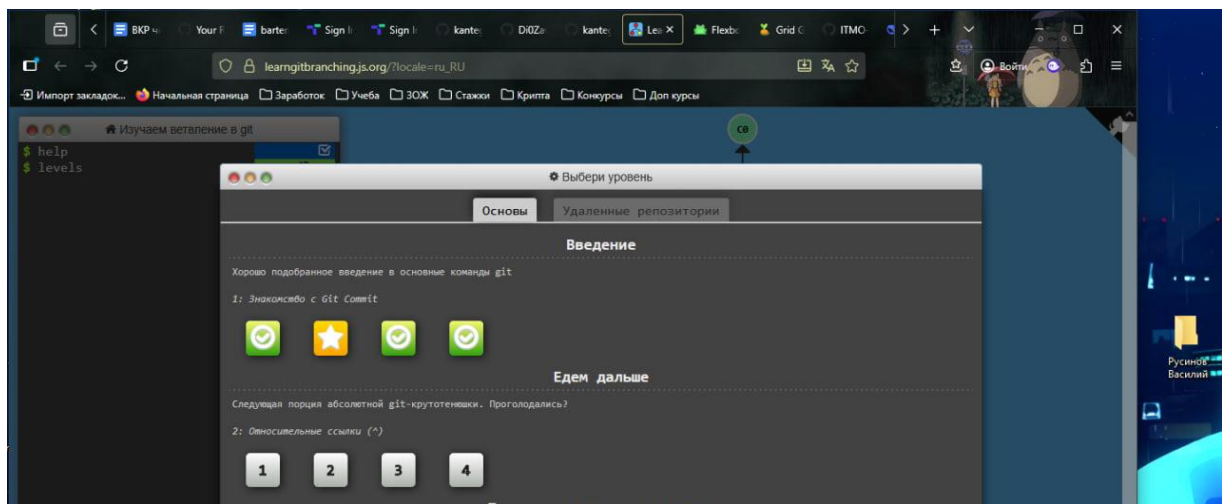 ВКР ч
Your R
barter
Sign I
Sign I
kante
Di0Za
kante
Lea
Flexbo
Grid G
ITMO-
learngitbranching.js.org/?locale=ru_RU
Войти
Импорт закладок...
Начальная страница
Заработок
Учеба
ЗОЖ
Стажки
Крипта
Конкурсы
Доп курсы
Изучаем ветвление в git
$ help
$ levels
C0
Выбери уровень
Основы
Удаленные репозитории
Введение
Хорошо подобранное введение в основные команды git
1: Знакомство с Git Commit
Едем дальше
Следующая порция абсолютной git-крутотенюшки. Проголодались?
2: Относительные ссылки (^)
1 2 3 4
Русинов
Василий